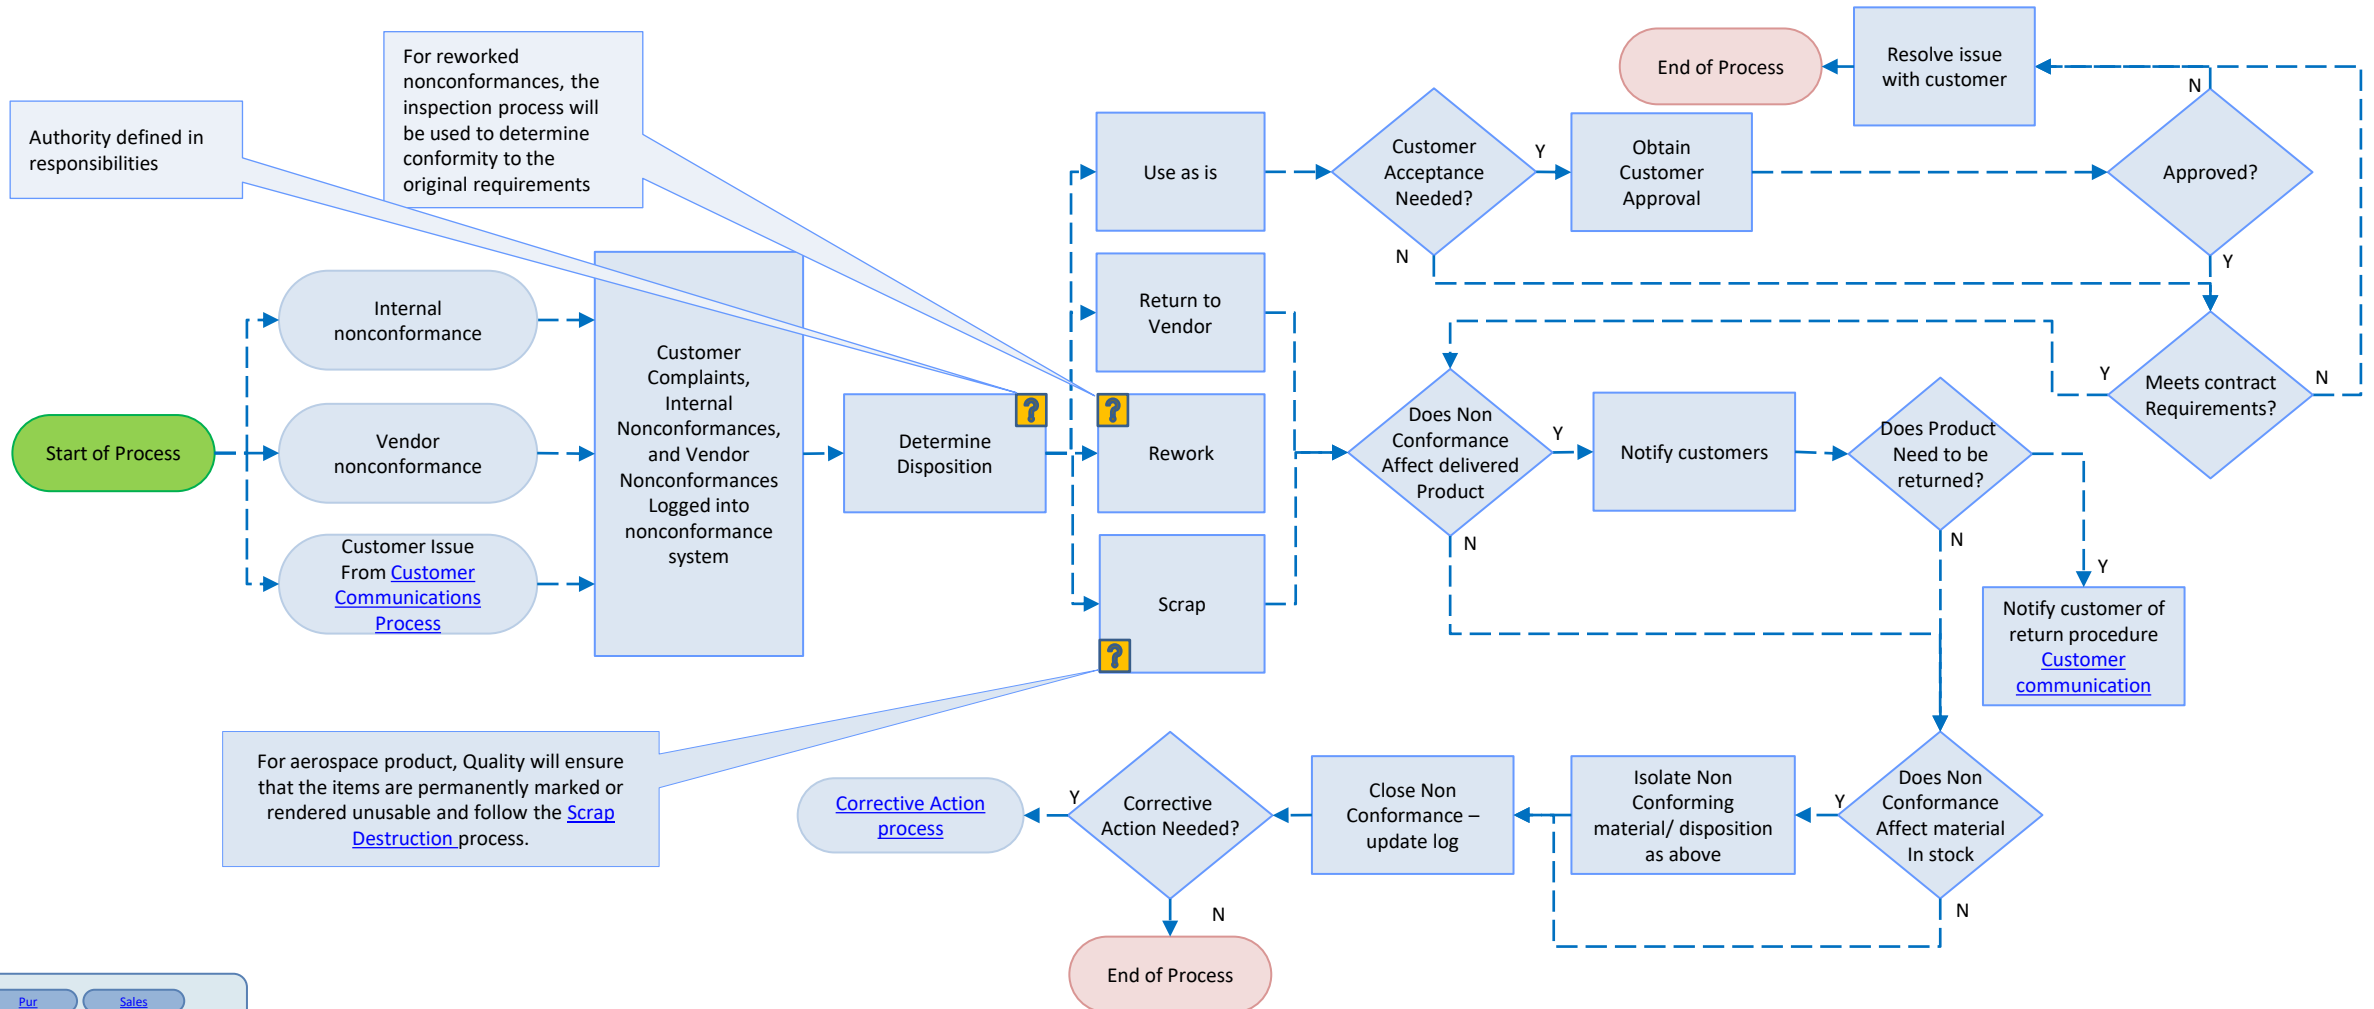 For reworked
nonconformances, the
inspection process will
be used to determine
conformity to the
original requirements
Authority defined in
responsibilities
End of Process
Resolve issue
with customer
N
Use as is
Customer
Acceptance
Needed?
Y
N
Obtain
Customer
Approval
Approved?
Y
Internal
nonconformance
Return to
Vendor
Customer
Complaints,
Internal
Nonconformances,
and Vendor
Nonconformances
Logged into
nonconformance
system
Meets contract
Requirements?
Y
N
Start of Process
Vendor
nonconformance
Determine
Disposition
?
?
Rework
Does Non
Conformance
Affect delivered
Product
Y
N
Notify customers
Does Product
Need to be
returned?
N
Y
Customer Issue
From Customer
Communications
Process
Scrap
?
Notify customer of
return procedure
Customer
communication
For aerospace product, Quality will ensure
that the items are permanently marked or
rendered unusable and follow the Scrap
Destruction process.
Corrective Action
process
Y
Corrective
Action Needed?
N
Close Non
Conformance –
update log
Isolate Non
Conforming
material/ disposition
as above
Y
Does Non
Conformance
Affect material
In stock
N
End of Process
Pur
Sales